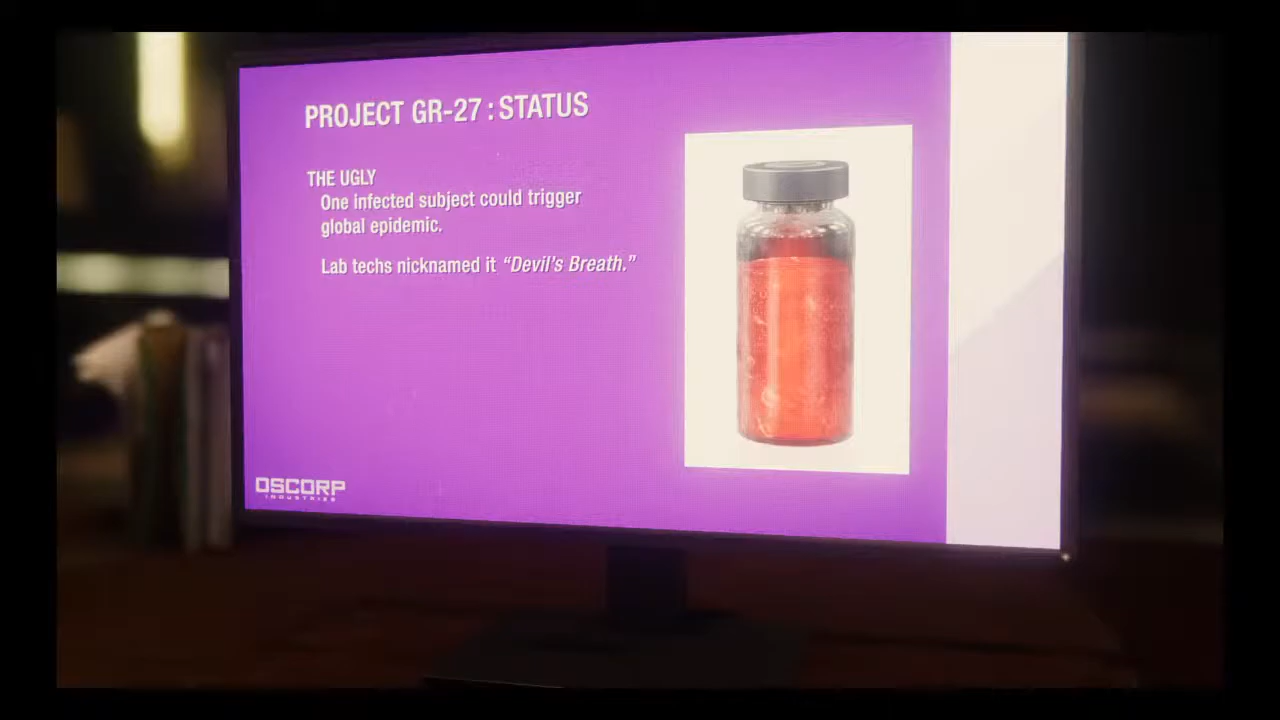 PROJECT GR-27 : STATUS
THE UGLY
One infected subject could trigger
global epidemic.
Lab techs nicknamed it “Devil’s Breath.”
OSCORP
INDUSTRIES